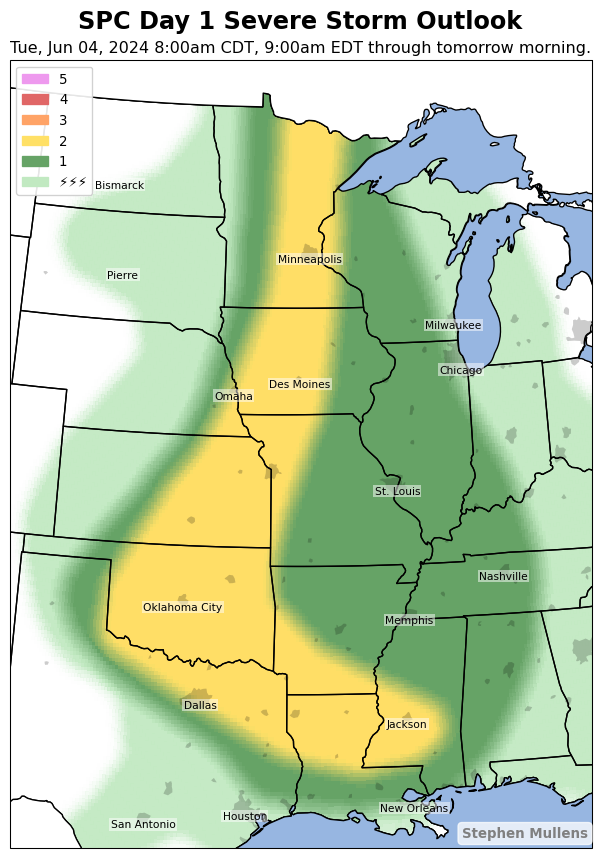 SPC Day 1 Severe Storm Outlook
Tue, Jun 04, 2024 8:00am CDT, 9:00am EDT through tomorrow morning.
5
4
3
2
1
⚡⚡⚡
Bismarck
Minneapolis
Pierre
Milwaukee
Chicago
Des Moines
Omaha
St. Louis
Nashville
Oklahoma City
Memphis
Dallas
Jackson
New Orleans
Houston
San Antonio
Stephen Mullens